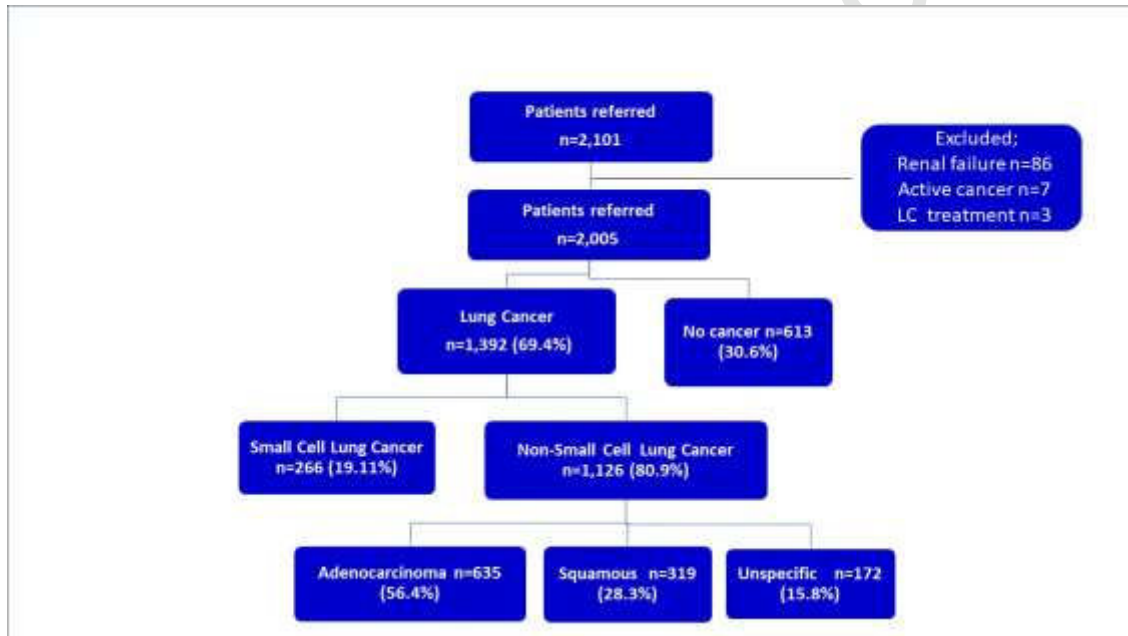 Patients referred
n=2,101
Excluded;
Renal failure n=86
Active cancer n=7
LC treatment n=3
Patients referred
n=2,005
Lung Cancer
n=1,392 (69.4%)
No cancer n=613
(30.6%)
Small Cell Lung Cancer
n=266 (19.11%)
Non-Small Cell Lung Cancer
n=1,126 (80.9%)
Adenocarcinoma n=635
(56.4%)
Squamous n=319
(28.3%)
Unspecific n=172
(15.8%)